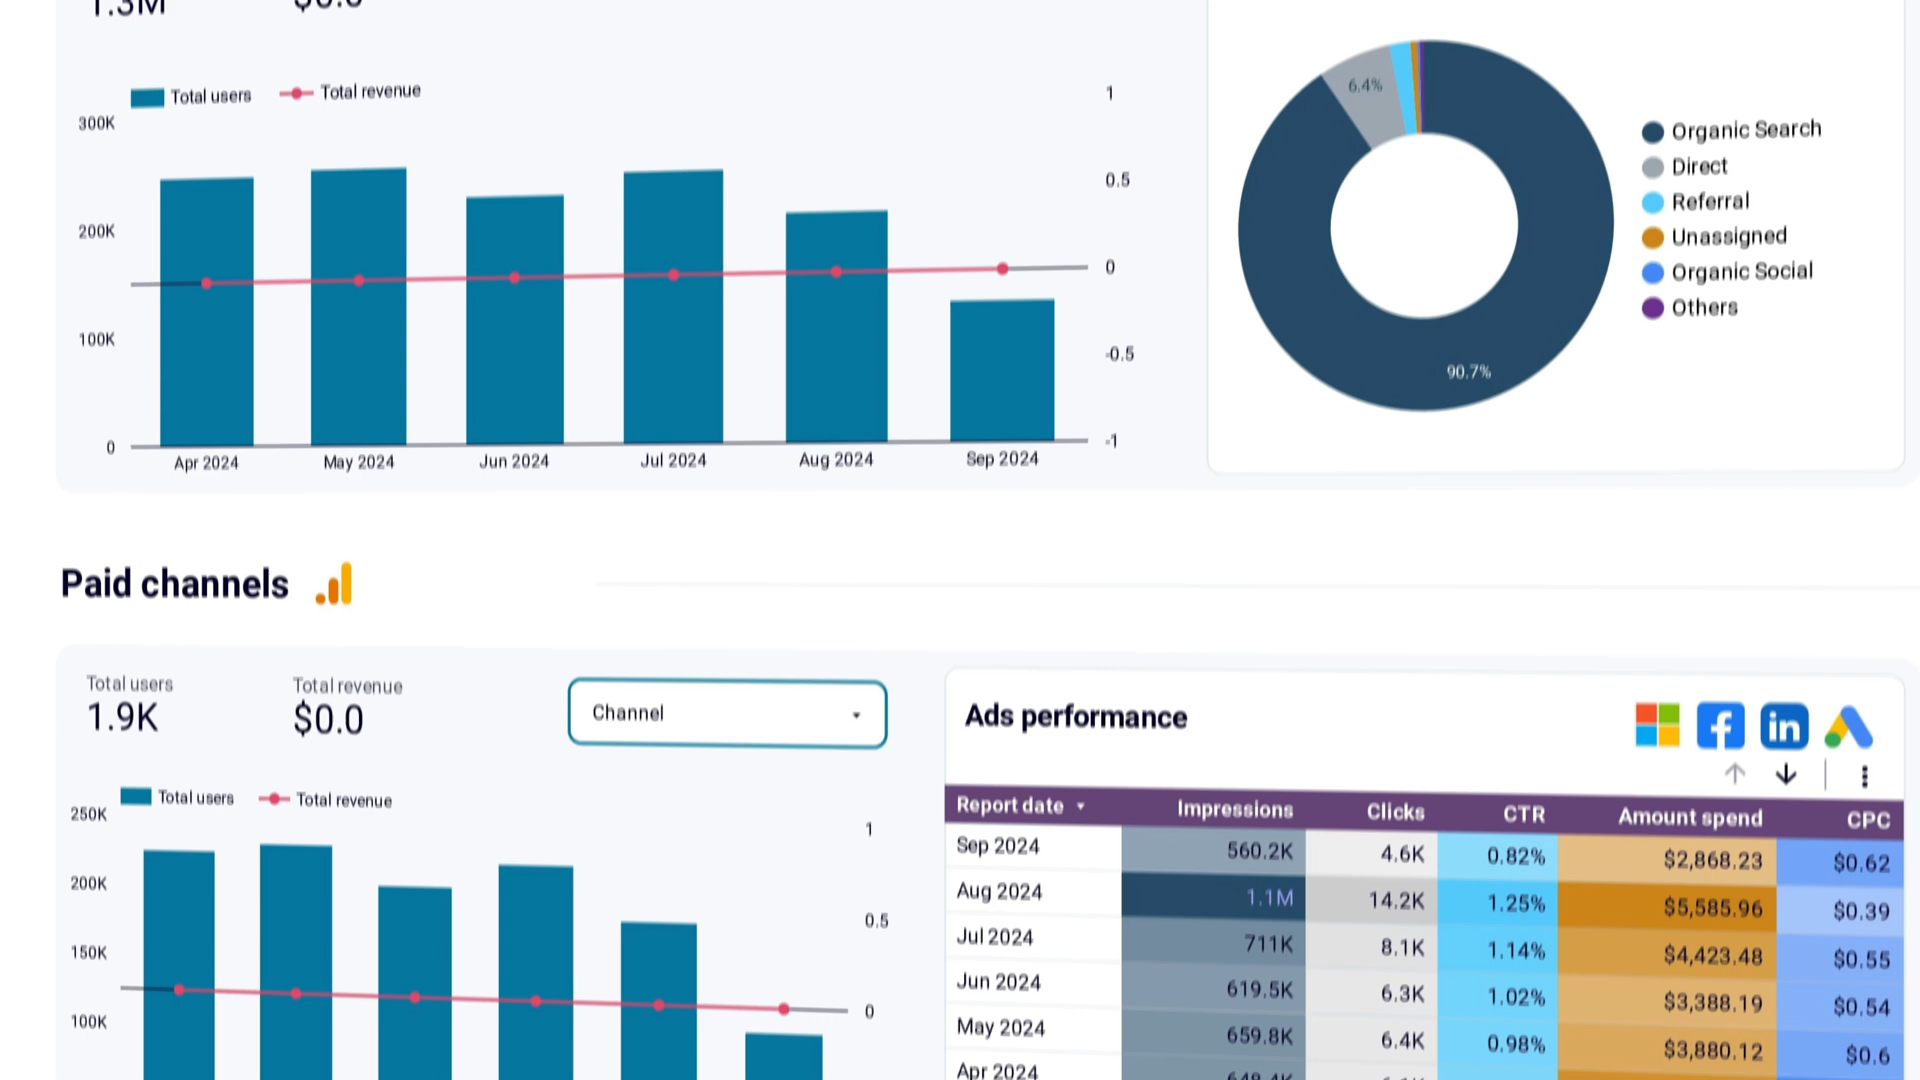 1.3M $0.0
Total users Total revenue
300K
200K
100K
0
1
0.5
0
-0.5
-1
Apr 2024 May 2024 Jun 2024 Jul 2024 Aug 2024 Sep 2024
6.4%
90.7%
Organic Search
Direct
Referral
Unassigned
Organic Social
Others
Paid channels
Total users Total revenue
1.9K $0.0
Channel
Total users Total revenue
250K
200K
150K
100K
1
0.5
0
Ads performance
f in
Report date Impressions Clicks CTR Amount spend CPC
Sep 2024 560.2K 4.6K 0.82% $2,868.23 $0.62
Aug 2024 1.1M 14.2K 1.25% $5,585.96 $0.39
Jul 2024 711K 8.1K 1.14% $4,423.48 $0.55
Jun 2024 619.5K 6.3K 1.02% $3,388.19 $0.54
May 2024 659.8K 6.4K 0.98% $3,880.12 $0.6
Apr 2024